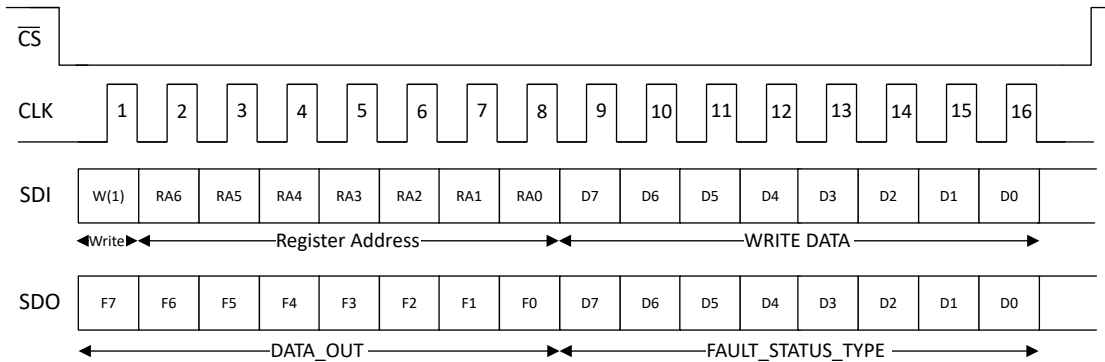 CS
CLK 1 2 3 4 5 6 7 8 9 10 11 12 13 14 15 16
SDI W(1) RA6 RA5 RA4 RA3 RA2 RA1 RA0 D7 D6 D5 D4 D3 D2 D1 D0
Write Register Address WRITE DATA
SDO F7 F6 F5 F4 F3 F2 F1 F0 D7 D6 D5 D4 D3 D2 D1 D0
DATA_OUT FAULT_STATUS_TYPE